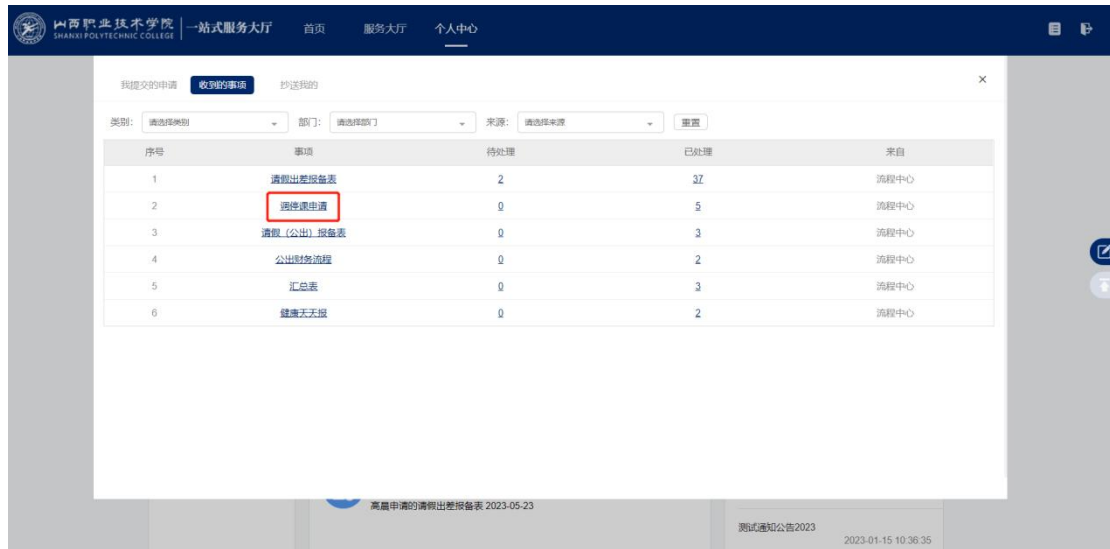 山西职业技术学院 一站式服务大厅 首页 服务大厅 个人中心
SHANXI POLYTECHNIC COLLEGE
我提交的申请 收到的事项 抄送我的 ×
类别: 请选择类别 部门: 请选择部门 来源: 请选择来源 重置
序号 事项 待处理 已处理 来自
1 请假出差报备表 2 37 流程中心
2 调停课申请 0 5 流程中心
3 请假（公出）报备表 0 3 流程中心
4 公出财务流程 0 2 流程中心
5 汇总表 0 3 流程中心
6 健康天天报 0 2 流程中心
高晨申请的请假出差报备表 2023-05-23
测试通知公告2023
2023-01-15 10:36:35